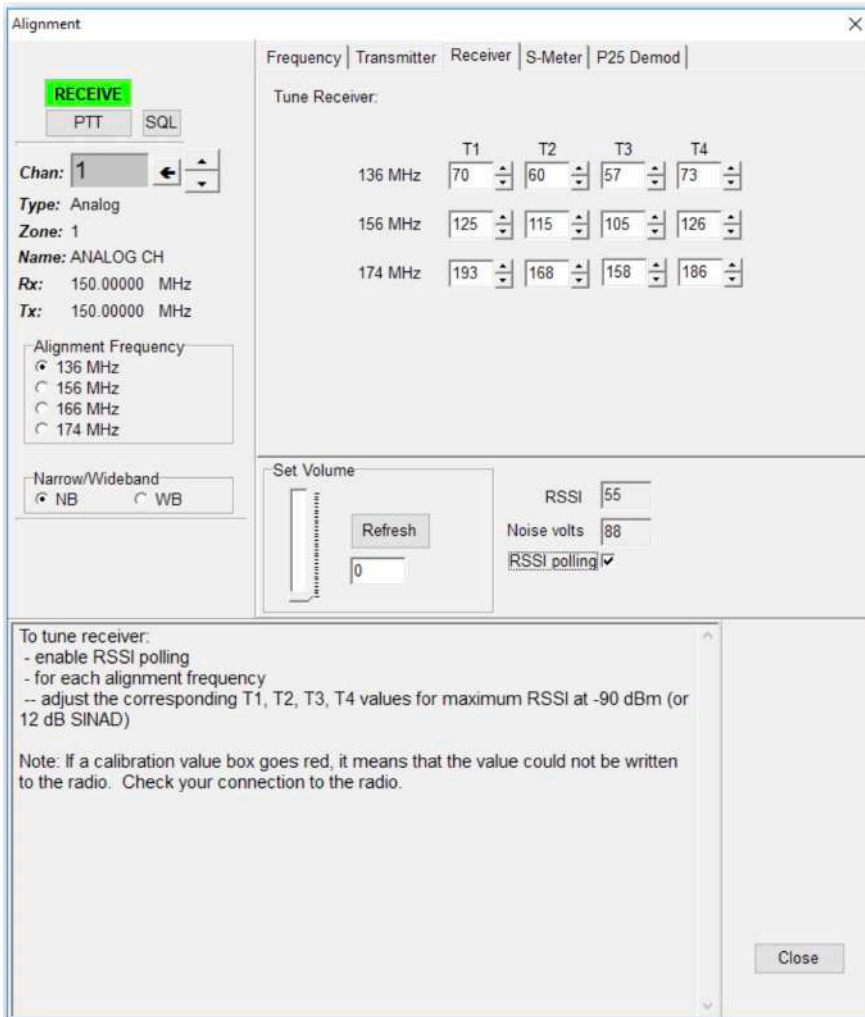 Alignment
RECEIVE
PTT SQL
Chan: 1
Type: Analog
Zone: 1
Name: ANALOG CH
Rx: 150.00000 MHz
Tx: 150.00000 MHz
Alignment Frequency
136 MHz
156 MHz
166 MHz
174 MHz
Narrow/Wideband
NB WB
Frequency Transmitter Receiver S-Meter P25 Demod
Tune Receiver:
T1 T2 T3 T4
136 MHz 70 60 57 73
156 MHz 125 115 105 126
174 MHz 193 168 158 186
Set Volume
Refresh
0
RSSI 55
Noise volts 88
RSSI polling
To tune receiver:
- enable RSSI polling
- for each alignment frequency
-- adjust the corresponding T1, T2, T3, T4 values for maximum RSSI at -90 dBm (or
12 dB SINAD)
Note: If a calibration value box goes red, it means that the value could not be written
to the radio. Check your connection to the radio.
Close